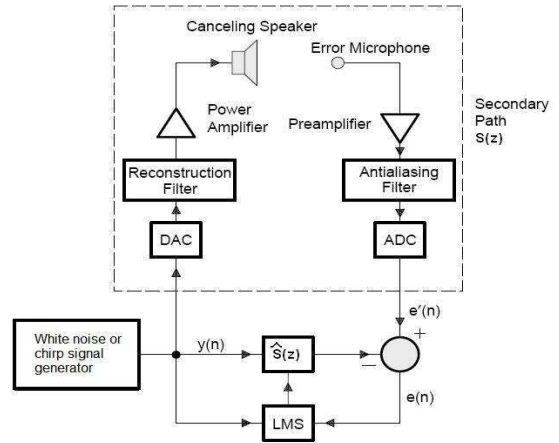 Canceling Speaker
Error Microphone
Power
Amplifier
Preamplifier
Secondary
Path
S(z)
Reconstruction
Filter
Antialiasing
Filter
DAC
ADC
e'(n)
+
White noise or
chirp signal
generator
y(n)
Ŝ(z)
−
e(n)
LMS